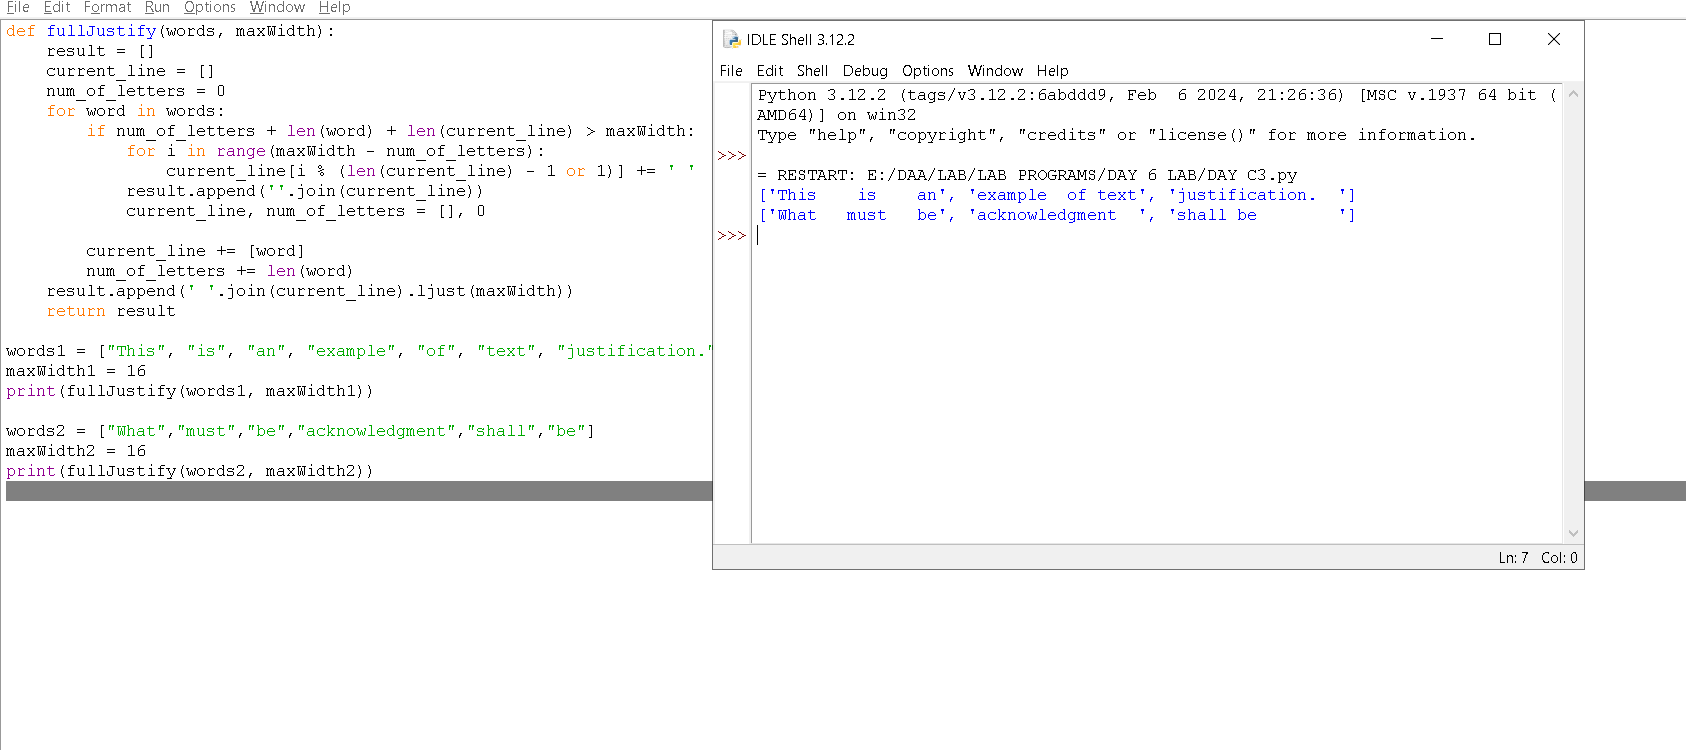 File Edit Format Run Options Window Help
def fullJustify(words, maxWidth):
    result = []
    current_line = []
    num_of_letters = 0
    for word in words:
        if num_of_letters + len(word) + len(current_line) > maxWidth:
            for i in range(maxWidth - num_of_letters):
                current_line[i % (len(current_line) - 1 or 1)] += ' '
            result.append(''.join(current_line))
            current_line, num_of_letters = [], 0

        current_line += [word]
        num_of_letters += len(word)
    result.append(' '.join(current_line).ljust(maxWidth))
    return result

words1 = ["This", "is", "an", "example", "of", "text", "justification."
maxWidth1 = 16
print(fullJustify(words1, maxWidth1))

words2 = ["What","must","be","acknowledgment","shall","be"]
maxWidth2 = 16
print(fullJustify(words2, maxWidth2))
IDLE Shell 3.12.2
File Edit Shell Debug Options Window Help
Python 3.12.2 (tags/v3.12.2:6abddd9, Feb  6 2024, 21:26:36) [MSC v.1937 64 bit (
AMD64)] on win32
Type "help", "copyright", "credits" or "license()" for more information.
>>>
= RESTART: E:/DAA/LAB/LAB PROGRAMS/DAY 6 LAB/DAY C3.py
['This    is    an', 'example  of text', 'justification.  ']
['What   must   be', 'acknowledgment  ', 'shall be        ']
>>>
Ln: 7 Col: 0